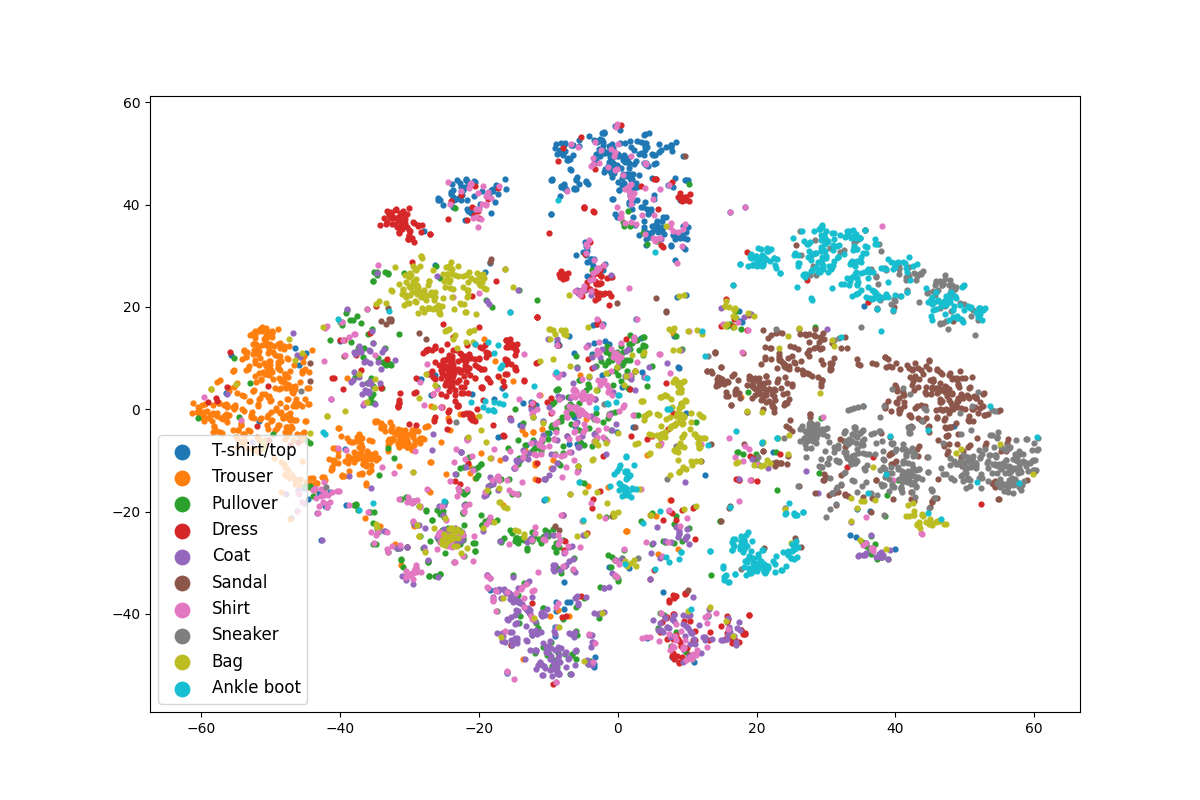 60
40
20
0
−20
−40
−60 −40 −20 0 20 40 60
T-shirt/top
Trouser
Pullover
Dress
Coat
Sandal
Shirt
Sneaker
Bag
Ankle boot